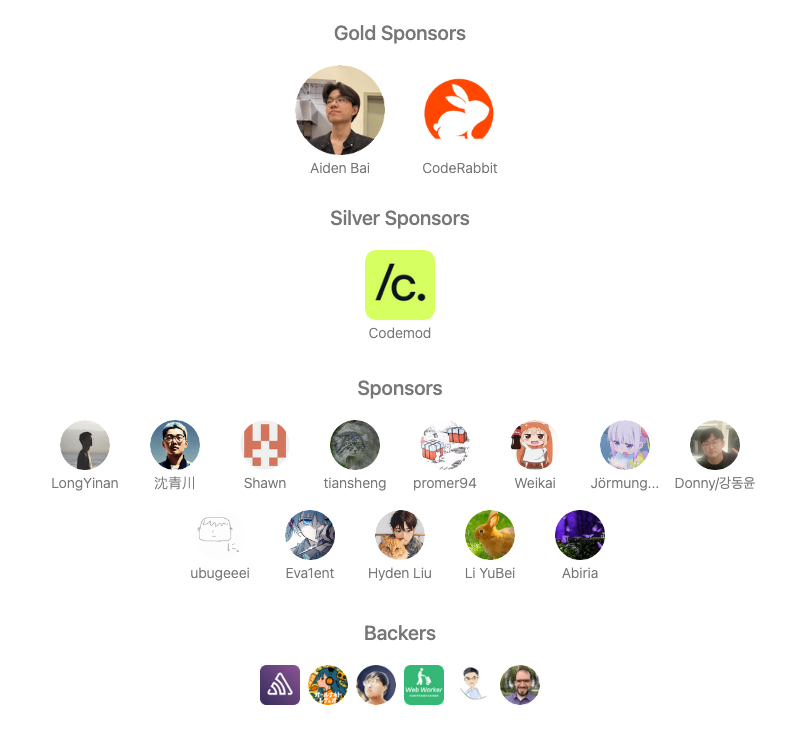 Gold Sponsors
Aiden Bai
CodeRabbit
Silver Sponsors
/c.
Codemod
Sponsors
LongYinan
沈青川
Shawn
tiansheng
promer94
Weikai
Jörmung...
Donny/강동윤
ubugeeei
Eva1ent
Hyden Liu
Li YuBei
Abiria
Backers
Web Worker